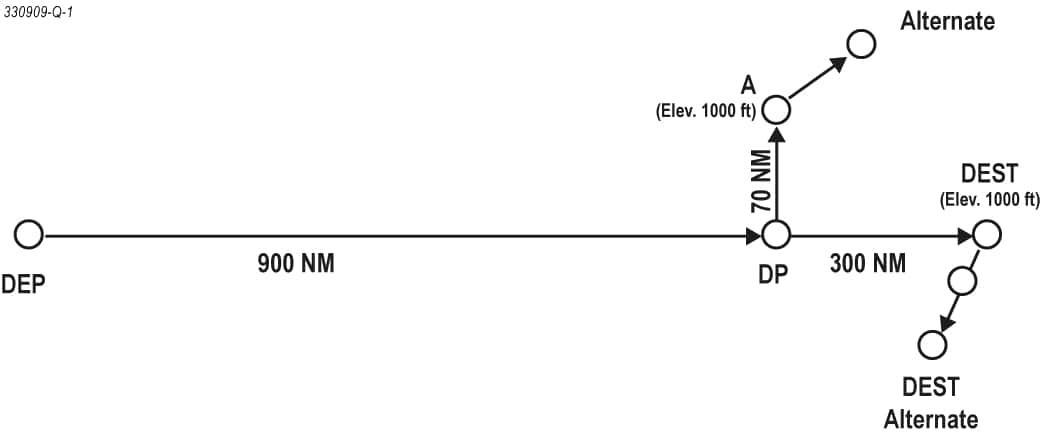 330909-Q-1
Alternate
A
(Elev. 1000 ft)
70 NM
DEST
(Elev. 1000 ft)
900 NM
DP
300 NM
DEP
DEST
Alternate